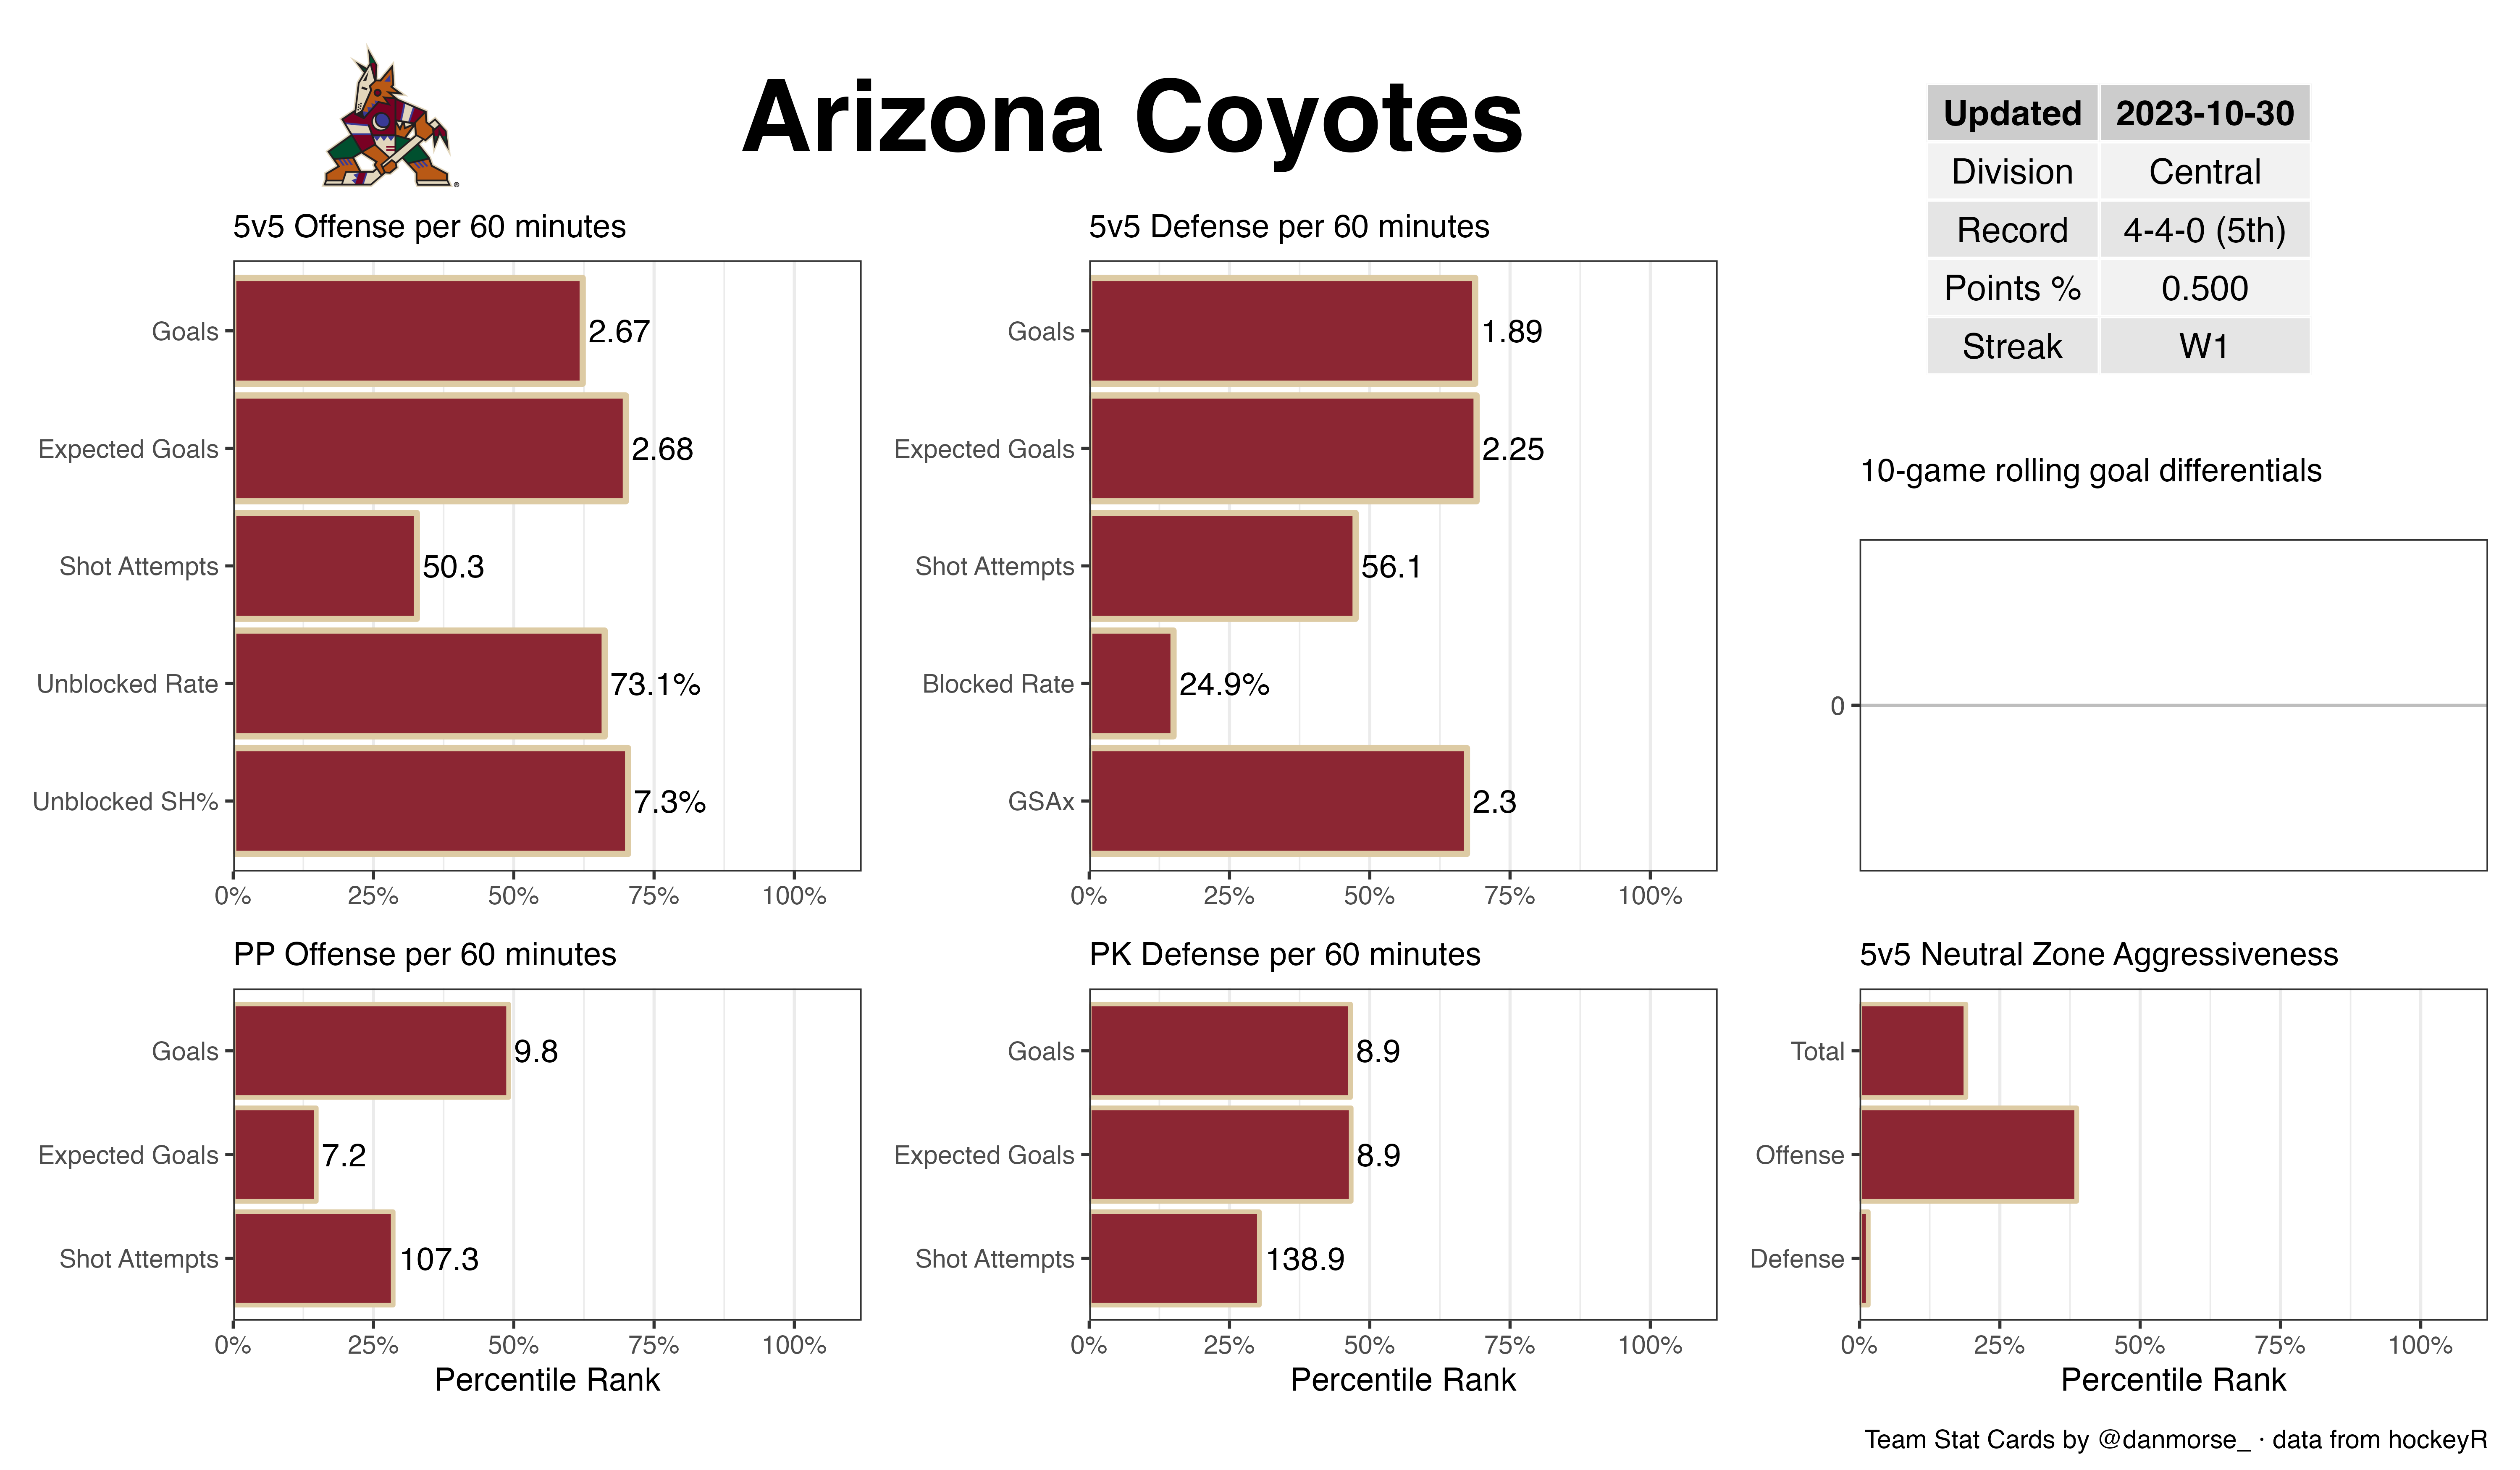 Arizona Coyotes
Updated 2023-10-30
Division Central
Record 4-4-0 (5th)
Points % 0.500
Streak W1
5v5 Offense per 60 minutes
Goals 2.67
Expected Goals 2.68
Shot Attempts 50.3
Unblocked Rate 73.1%
Unblocked SH% 7.3%
0% 25% 50% 75% 100%
5v5 Defense per 60 minutes
Goals 1.89
Expected Goals 2.25
Shot Attempts 56.1
Blocked Rate 24.9%
GSAx 2.3
0% 25% 50% 75% 100%
10-game rolling goal differentials
0
PP Offense per 60 minutes
Goals 9.8
Expected Goals 7.2
Shot Attempts 107.3
0% 25% 50% 75% 100%
Percentile Rank
PK Defense per 60 minutes
Goals 8.9
Expected Goals 8.9
Shot Attempts 138.9
0% 25% 50% 75% 100%
Percentile Rank
5v5 Neutral Zone Aggressiveness
Total
Offense
Defense
0% 25% 50% 75% 100%
Percentile Rank
Team Stat Cards by @danmorse_ · data from hockeyR